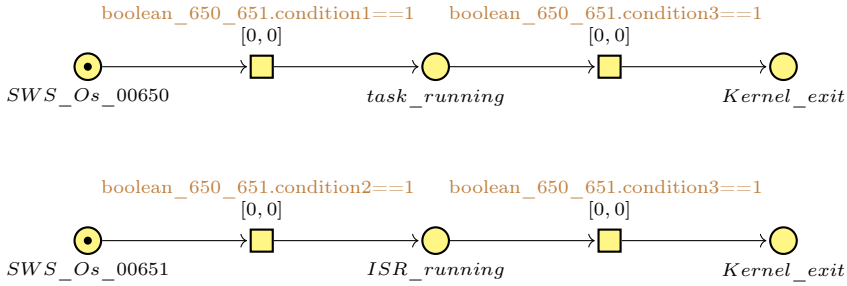 boolean_650_651.condition1==1 boolean_650_651.condition3==1
[0, 0] [0, 0]
SWS_Os_00650 task_running Kernel_exit
boolean_650_651.condition2==1 boolean_650_651.condition3==1
[0, 0] [0, 0]
SWS_Os_00651 ISR_running Kernel_exit